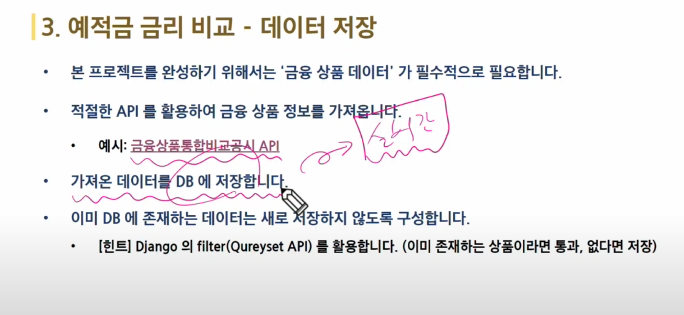 3. 예적금 금리 비교 - 데이터 저장
• 본 프로젝트를 완성하기 위해서는 ‘금융 상품 데이터’ 가 필수적으로 필요합니다.
• 적절한 API 를 활용하여 금융 상품 정보를 가져옵니다.
실시간
• 예시: 금융상품통합비교공시 API
• 가져온 데이터를 DB 에 저장합니다.
• 이미 DB 에 존재하는 데이터는 새로 저장하지 않도록 구성합니다.
• [힌트] Django 의 filter(Qureyset API) 를 활용합니다. (이미 존재하는 상품이라면 통과, 없다면 저장)